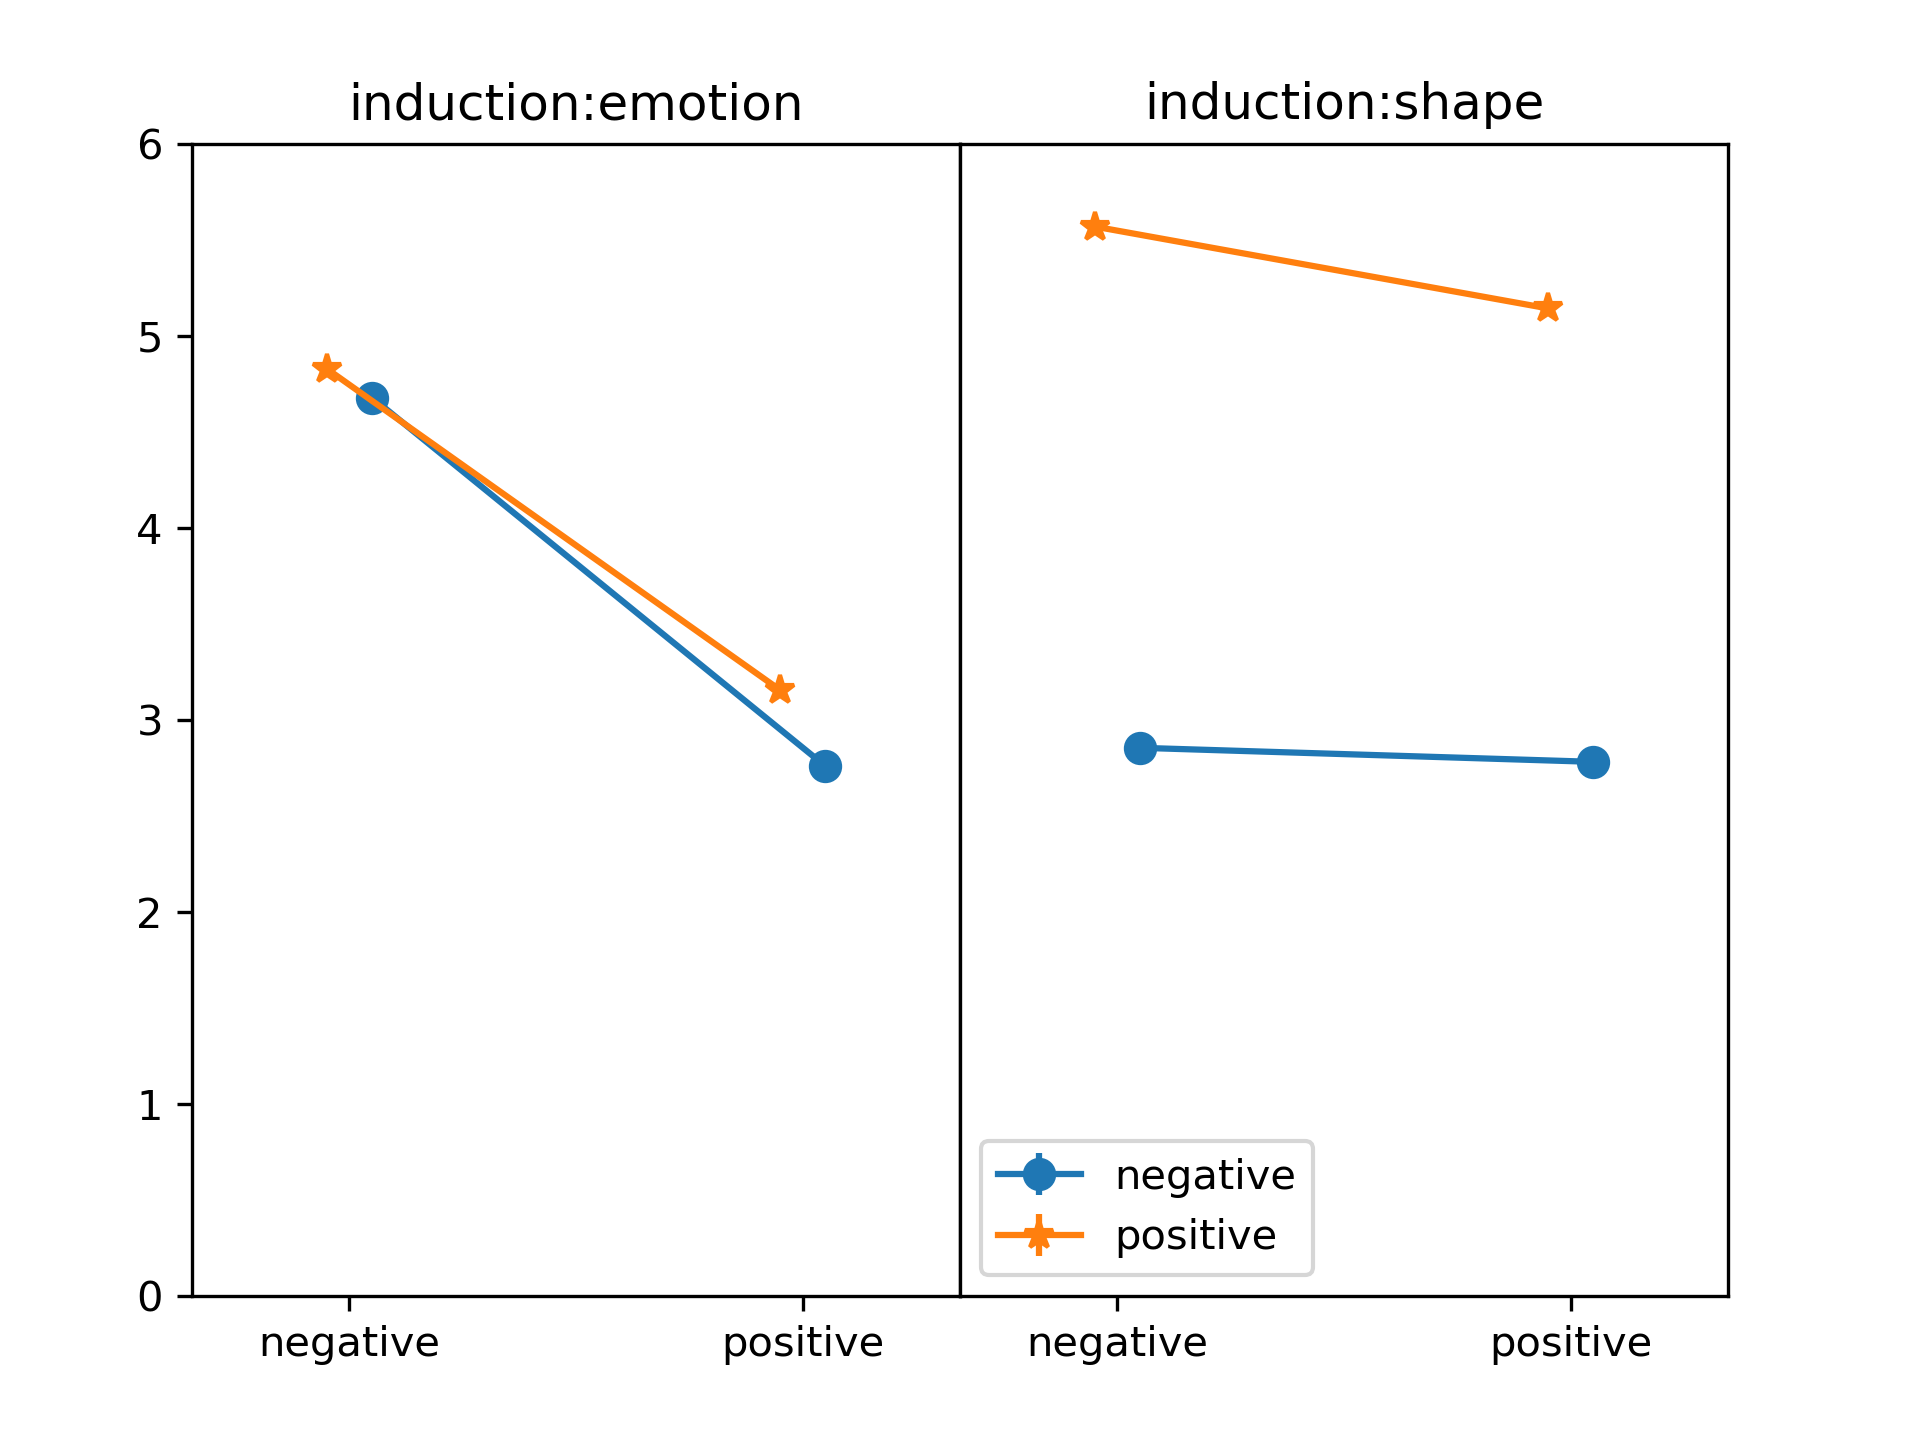 induction:emotion
induction:shape
6
5
4
3
2
1
0
negative
positive
negative
positive
negative
positive